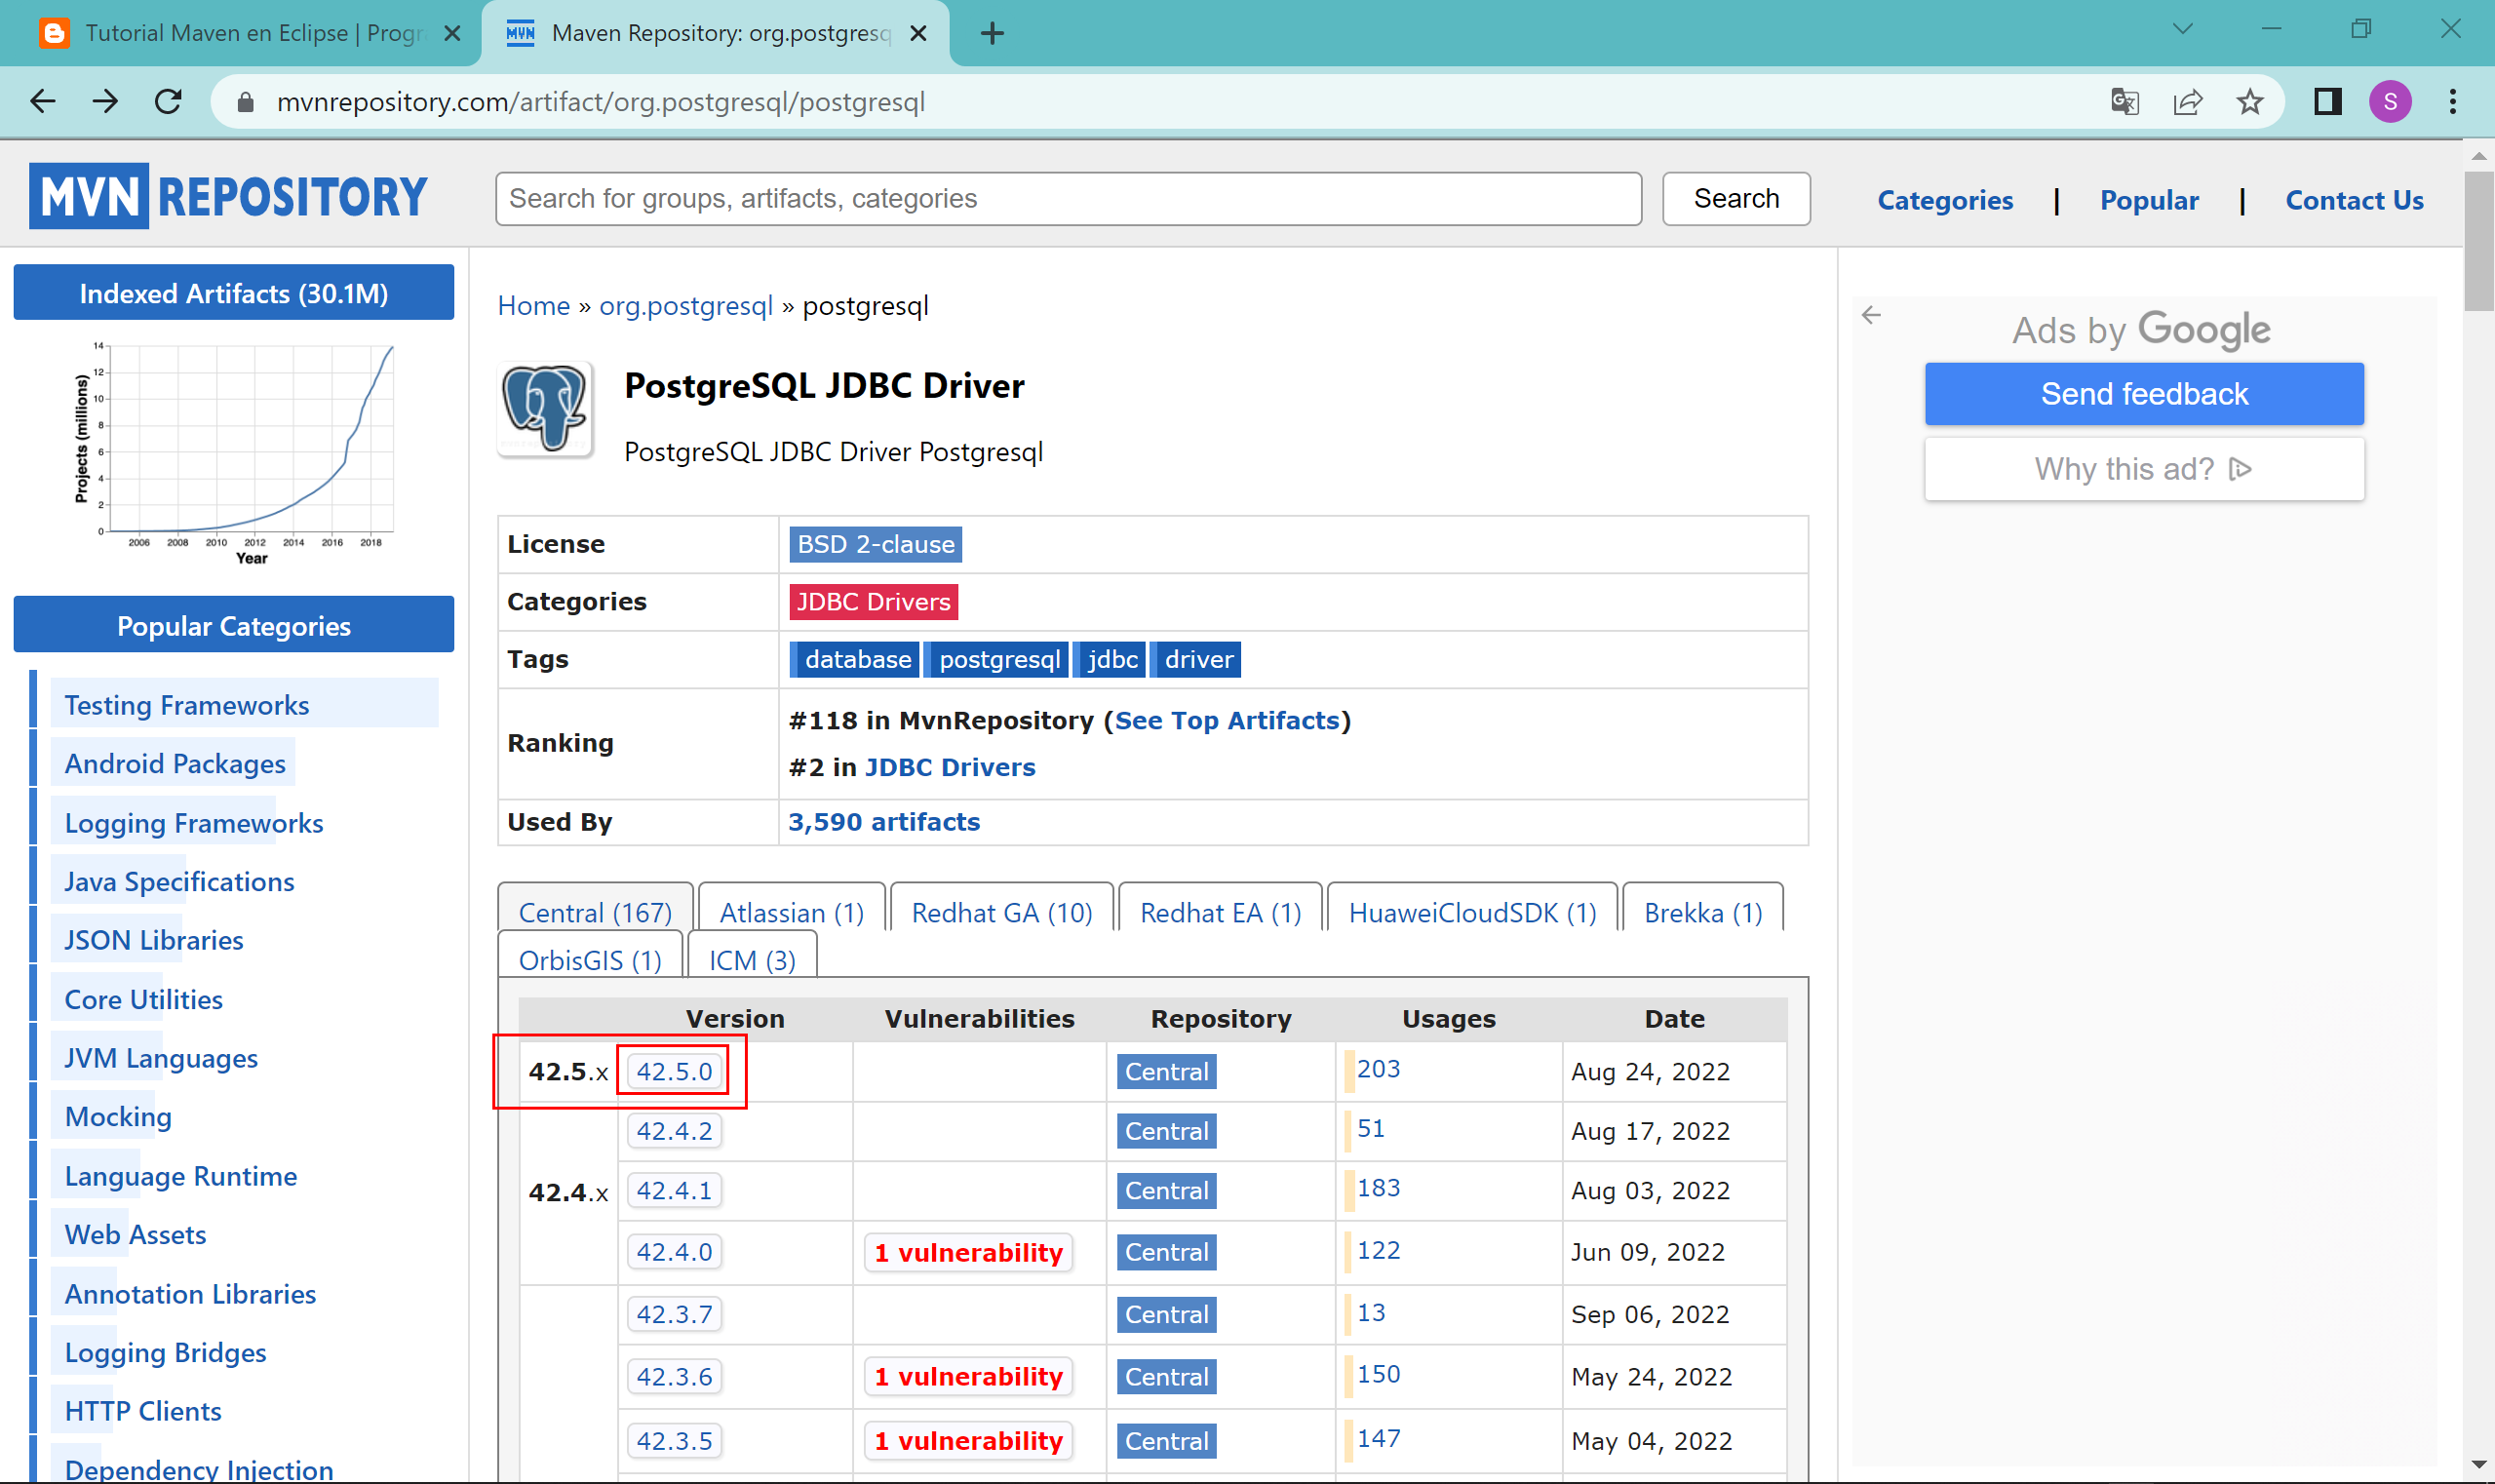 Tutorial Maven en Eclipse | Progr
Maven Repository: org.postgresq
mvnrepository.com/artifact/org.postgresql/postgresql
S
MVN REPOSITORY
Search for groups, artifacts, categories
Search
Categories | Popular | Contact Us
Indexed Artifacts (30.1M)
Projects (millions)
14
12
10
8
6
4
2
0
2006 2008 2010 2012 2014 2016 2018
Year
Popular Categories
Testing Frameworks
Android Packages
Logging Frameworks
Java Specifications
JSON Libraries
Core Utilities
JVM Languages
Mocking
Language Runtime
Web Assets
Annotation Libraries
Logging Bridges
HTTP Clients
Dependency Injection
Home » org.postgresql » postgresql
PostgreSQL JDBC Driver
PostgreSQL JDBC Driver Postgresql
License BSD 2-clause
Categories JDBC Drivers
Tags database postgresql jdbc driver
Ranking #118 in MvnRepository (See Top Artifacts)
#2 in JDBC Drivers
Used By 3,590 artifacts
Central (167) Atlassian (1) Redhat GA (10) Redhat EA (1) HuaweiCloudSDK (1) Brekka (1)
OrbisGIS (1) ICM (3)
Version Vulnerabilities Repository Usages Date
42.5.x 42.5.0 Central 203 Aug 24, 2022
42.4.2 Central 51 Aug 17, 2022
42.4.x 42.4.1 Central 183 Aug 03, 2022
42.4.0 1 vulnerability Central 122 Jun 09, 2022
42.3.7 Central 13 Sep 06, 2022
42.3.6 1 vulnerability Central 150 May 24, 2022
42.3.5 1 vulnerability Central 147 May 04, 2022
Ads by Google
Send feedback
Why this ad?